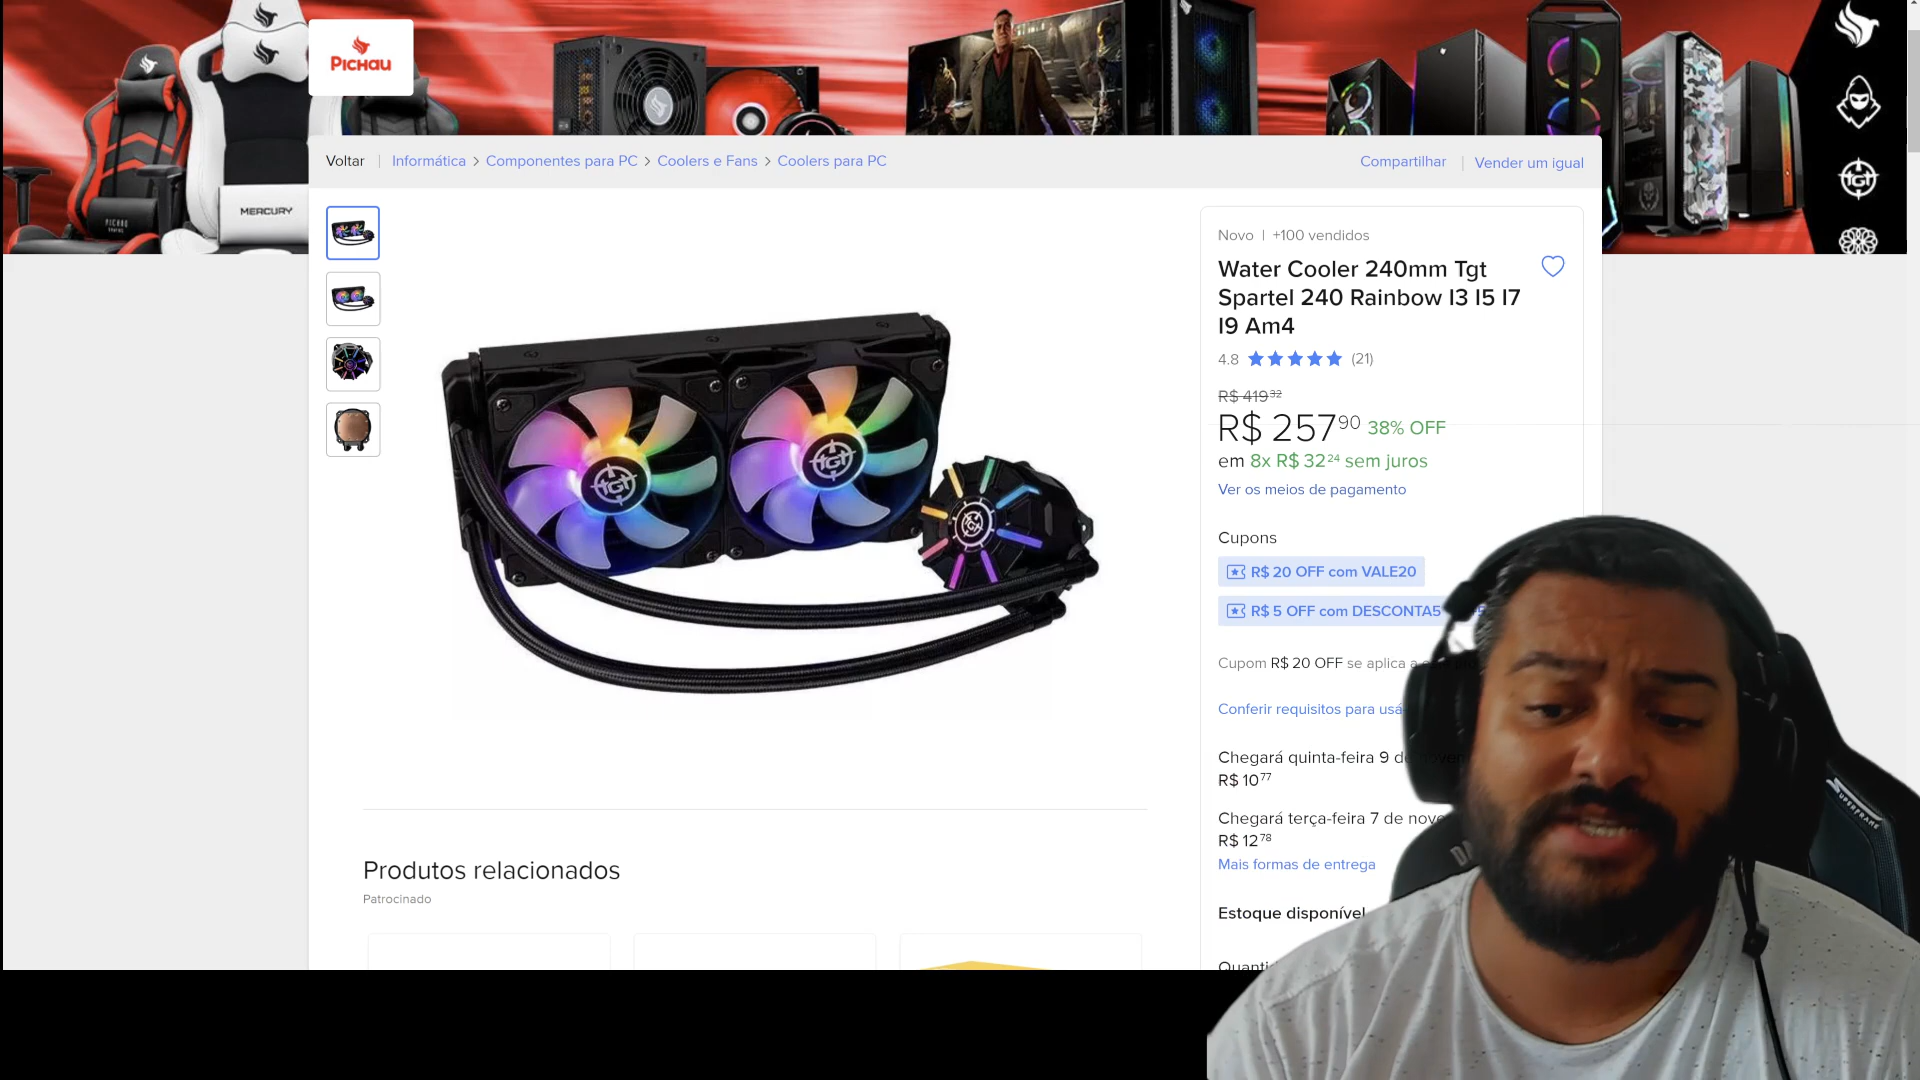 PICHAU
MERCURY
Voltar | Informática > Componentes para PC > Coolers e Fans > Coolers para PC
Compartilhar | Vender um igual
Novo | +100 vendidos
Water Cooler 240mm Tgt
Spartel 240 Rainbow I3 I5 I7
I9 Am4
4.8 (21)
R$ 419 32
R$ 257 90 38% OFF
em 8x R$ 32 24 sem juros
Ver os meios de pagamento
Cupons
R$ 20 OFF com VALE20
R$ 5 OFF com DESCONTA5
Cupom R$ 20 OFF se aplica a
Conferir requisitos para
Chegará quinta-feira 9
R$ 10 77
Chegará terça-feira 7 de
R$ 12 78
Mais formas de entrega
Estoque disponível
TGT
TGT
TGT
Produtos relacionados
Patrocinado
SUPERFRAME